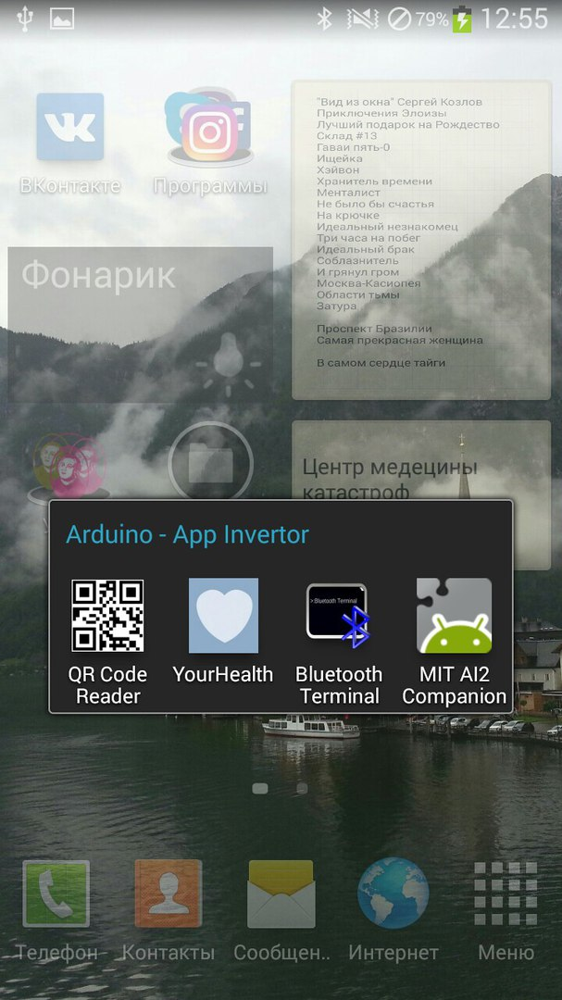 79% 12:55
ВКонтакте
Программы
"Вид из окна" Сергей Козлов
Приключения Элоизы
Лучший подарок на Рождество
Склад #13
Гаваи пять-0
Ищейка
Хэйвон
Хранитель времени
Менталист
Не было бы счастья
На крючке
Идеальный незнакомец
Три часа на побег
Идеальный брак
Соблазнитель
И грянул гром
Москва-Касиопея
Области тьмы
Затура
Проспект Бразилии
Самая прекрасная женщина
В самом сердце тайги
Фонарик
Центр медецины
катастроф
Arduino - App Invertor
QR Code
Reader
YourHealth
> Bluetooth Terminal
Bluetooth
Terminal
MIT AI2
Companion
Телефон
Контакты
Сообщен..
Интернет
Меню